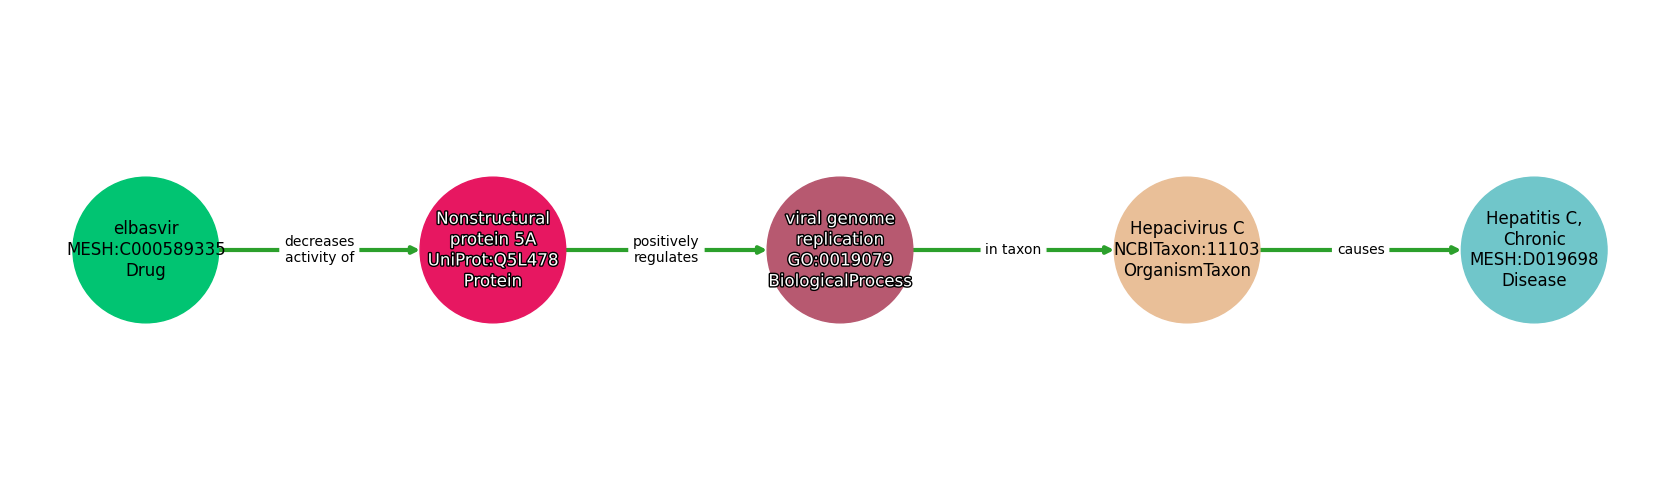 elbasvir
MESH:C000589335
Drug
decreases
activity of
Nonstructural
protein 5A
UniProt:Q5L478
Protein
positively
regulates
viral genome
replication
GO:0019079
BiologicalProcess
in taxon
Hepacivirus C
NCBITaxon:11103
OrganismTaxon
causes
Hepatitis C,
Chronic
MESH:D019698
Disease